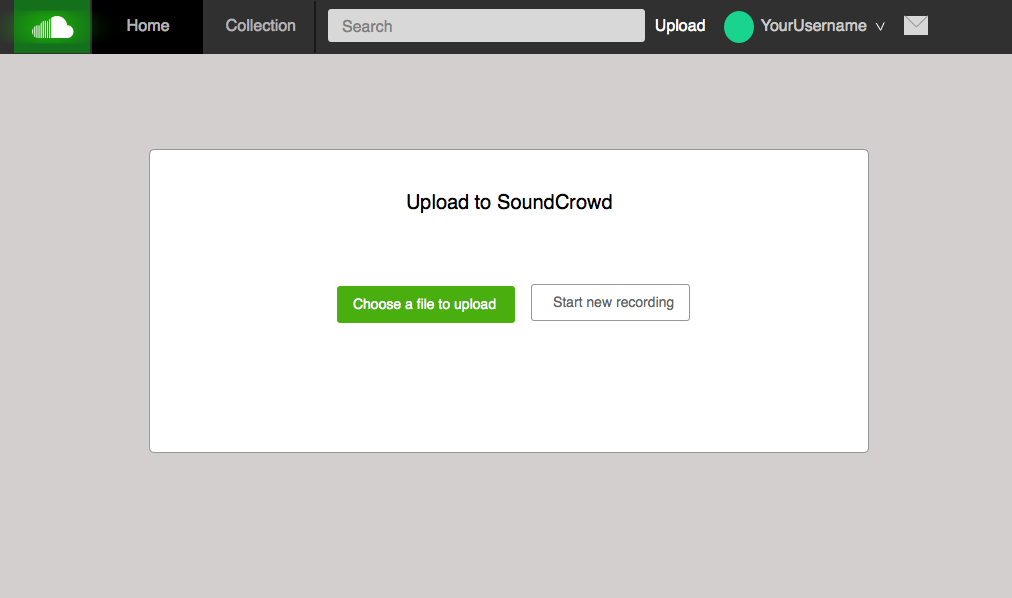 Home
Collection
Search
Upload
YourUsername
Upload to SoundCrowd
Choose a file to upload
Start new recording